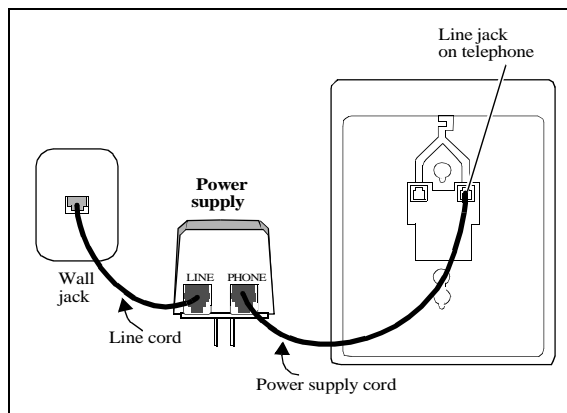 Line jack
on telephone
Power
supply
LINE PHONE
Wall
jack
Line cord
Power supply cord